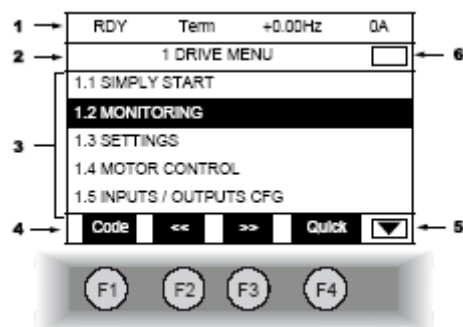 1 RDY Term +0.00Hz 0A
2 1 DRIVE MENU 6
1.1 SIMPLY START
1.2 MONITORING
3 1.3 SETTINGS
1.4 MOTOR CONTROL
1.5 INPUTS / OUTPUTS CFG
4 Code << >> Quick 5
F1 F2 F3 F4